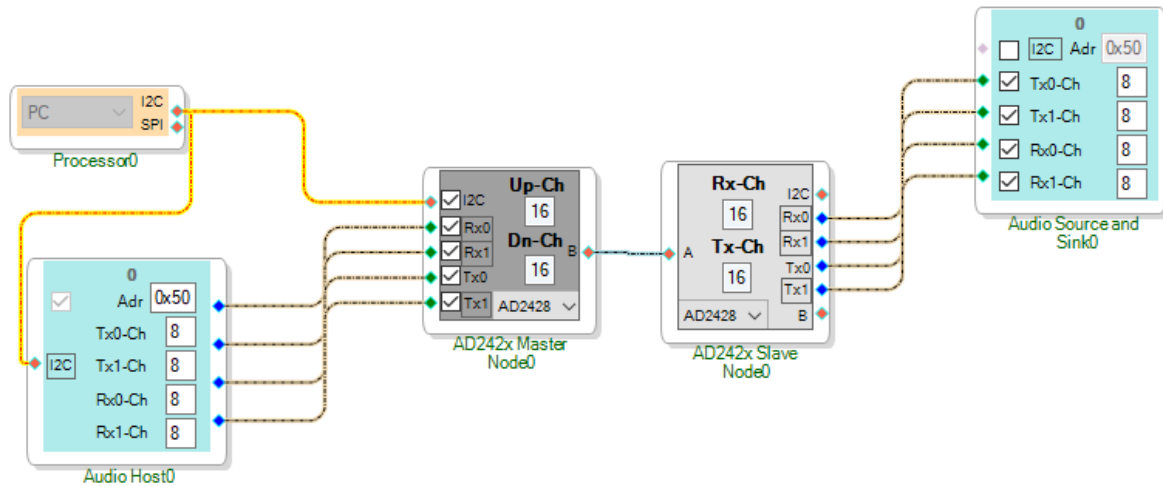 PC
I2C
SPI
Processor0
0
Adr 0x50
Tx0-Ch 8
I2C
Tx1-Ch 8
Rx0-Ch 8
Rx1-Ch 8
Audio Host0
Up-Ch
I2C
16
Rx0
Dn-Ch
Rx1
B
Tx0
16
Tx1
AD2428
AD242x Master
Node0
Rx-Ch
I2C
16
Rx0
Rx1
Tx-Ch
A
Tx0
16
Tx1
AD2428
B
AD242x Slave
Node0
0
I2C Adr 0x50
Tx0-Ch 8
Tx1-Ch 8
Rx0-Ch 8
Rx1-Ch 8
Audio Source and
Sink0